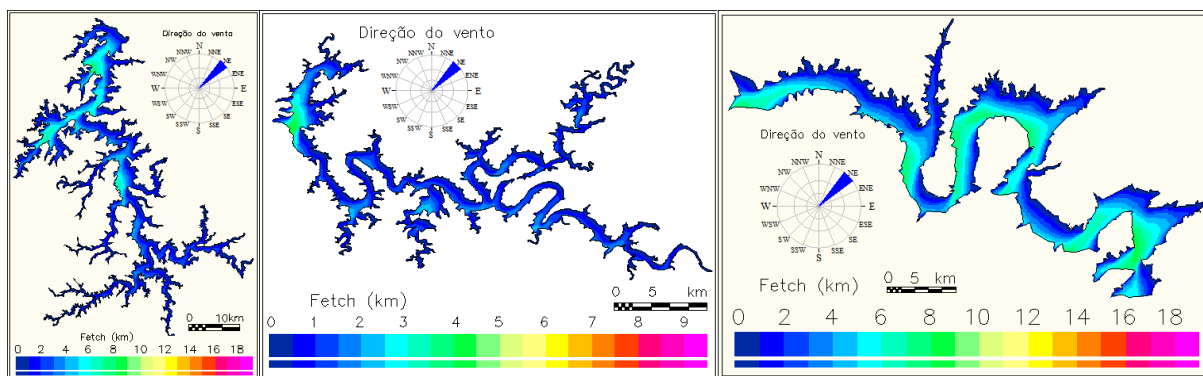 Direção do vento
N
NNW NNE
NW NE
WNW ENE
W E
WSW ESE
SW SE
SSW SSE
S
0 10km
Fetch (km)
0 2 4 6 8 10 12 14 16 18
Direção do vento
N
NNW NNE
NW NE
WNW ENE
W E
WSW ESE
SW SE
SSW SSE
S
0 5 km
Fetch (km)
0 1 2 3 4 5 6 7 8 9
Direção do vento
N
NNW NNE
NW NE
WNW ENE
W E
WSW ESE
SW SE
SSW SSE
S
0 5 km
Fetch (km)
0 2 4 6 8 10 12 14 16 18